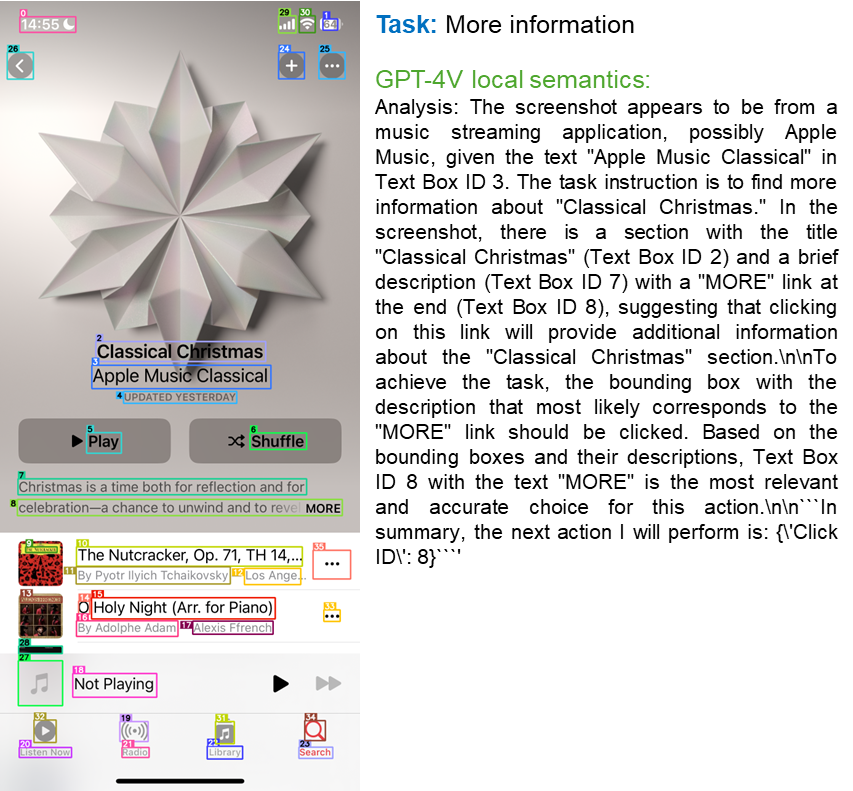 0
14:55
29
30
1
64
26
24
25
2
Classical Christmas
3
Apple Music Classical
4
UPDATED YESTERDAY
5
Play
6
Shuffle
7
Christmas is a time both for reflection and for
8
celebration—a chance to unwind and to revel MORE
9
10
The Nutcracker, Op. 71, TH 14,...
11
By Pyotr Ilyich Tchaikovsky
12
Los Ange...
35
13
14
O
15
Holy Night (Arr. for Piano)
16
By Adolphe Adam
17
Alexis Ffrench
33
28
27
18
Not Playing
32
19
31
34
20
Listen Now
21
Radio
22
Library
23
Search
Task: More information
GPT-4V local semantics:
Analysis: The screenshot appears to be from a
music streaming application, possibly Apple
Music, given the text "Apple Music Classical" in
Text Box ID 3. The task instruction is to find more
information about "Classical Christmas." In the
screenshot, there is a section with the title
"Classical Christmas" (Text Box ID 2) and a brief
description (Text Box ID 7) with a "MORE" link at
the end (Text Box ID 8), suggesting that clicking
on this link will provide additional information
about the "Classical Christmas" section.\n\nTo
achieve the task, the bounding box with the
description that most likely corresponds to the
"MORE" link should be clicked. Based on the
bounding boxes and their descriptions, Text Box
ID 8 with the text "MORE" is the most relevant
and accurate choice for this action.\n\n```In
summary, the next action I will perform is: {\'Click
ID\': 8}```'